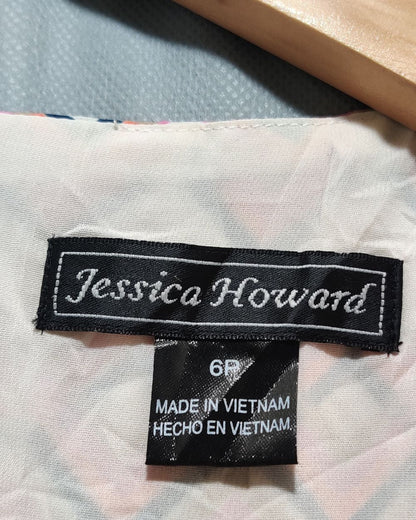 Jessica Howard
6P
MADE IN VIETNAM
HECHO EN VIETNAM.